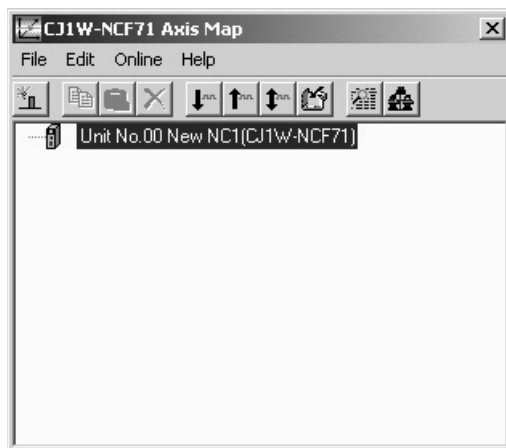 CJ1W-NCF71 Axis Map
File Edit Online Help
Unit No.00 New NC1(CJ1W-NCF71)